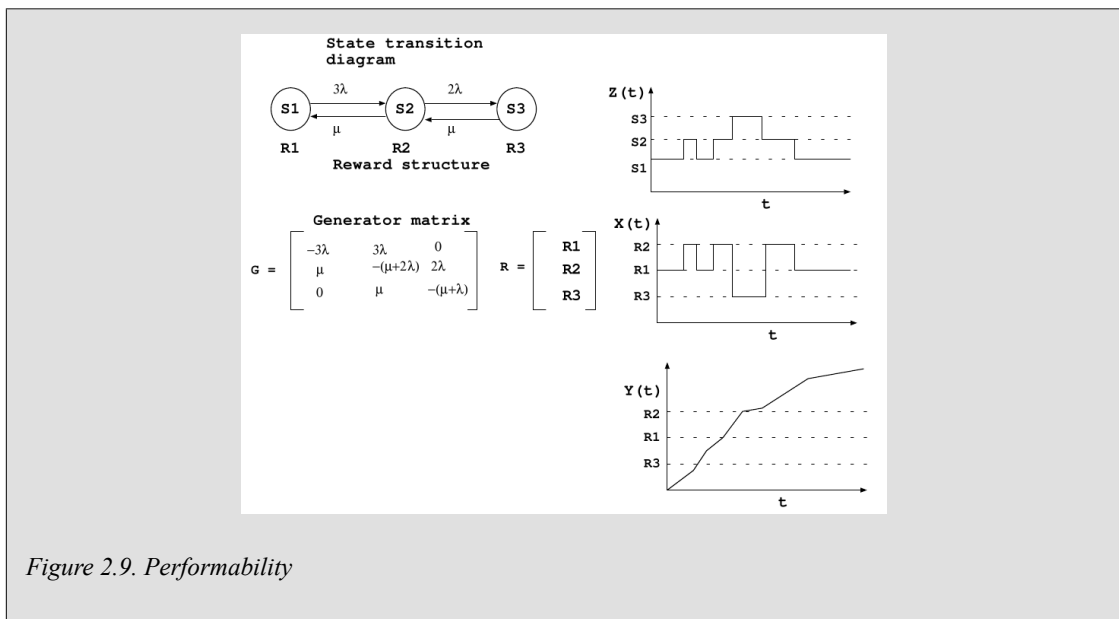 State transition
diagram
3λ 2λ
S1 S2 S3
μ μ
R1 R2 R3
Reward structure
Generator matrix
G =
−3λ 3λ 0
μ −(μ+2λ) 2λ
0 μ −(μ+λ)
R =
R1
R2
R3
Z(t)
S3
S2
S1
t
X(t)
R2
R1
R3
t
Y(t)
R2
R1
R3
t
Figure 2.9. Performability